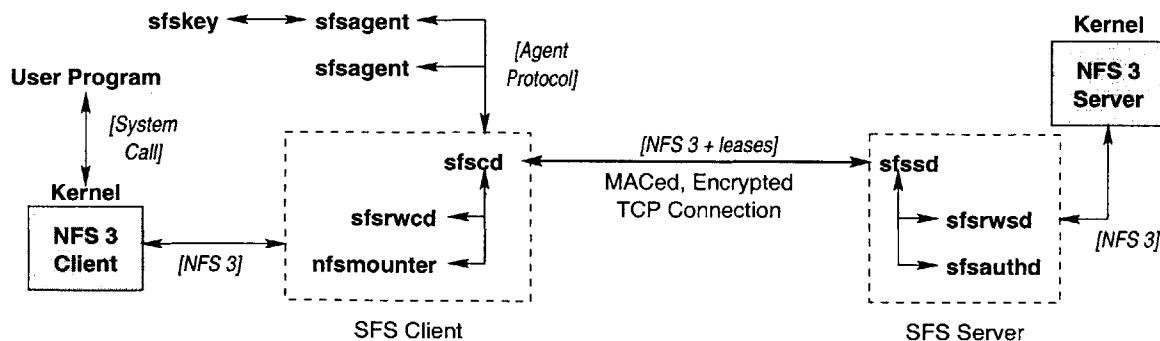 sfskey
sfsagent
sfsagent
[Agent
Protocol]
User Program
[System
Call]
Kernel
NFS 3
Client
[NFS 3]
sfscd
sfsrwcd
nfsmounter
SFS Client
[NFS 3 + leases]
MACed, Encrypted
TCP Connection
sfssd
sfsrwsd
sfsauthd
SFS Server
Kernel
NFS 3
Server
[NFS 3]